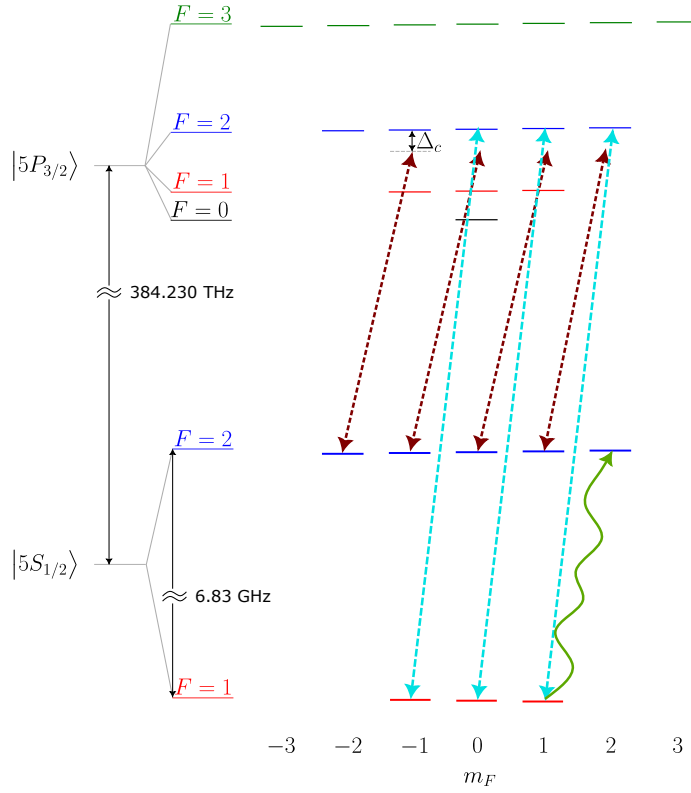 F = 3
F = 2
Δc
|5P3/2⟩
F = 1
F = 0
≈ 384.230 THz
F = 2
|5S1/2⟩
≈ 6.83 GHz
F = 1
−3 −2 −1 0 1 2 3
mF